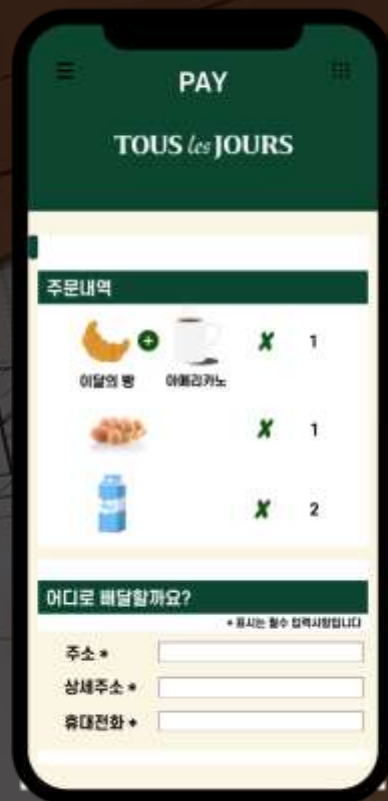 PAY
TOUS les JOURS
주문내역
이달의 빵 아메리카노 X 1
X 1
X 2
어디로 배달할까요?
* 표시는 필수 입력사항입니다
주소 *
상세주소 *
휴대전화 *